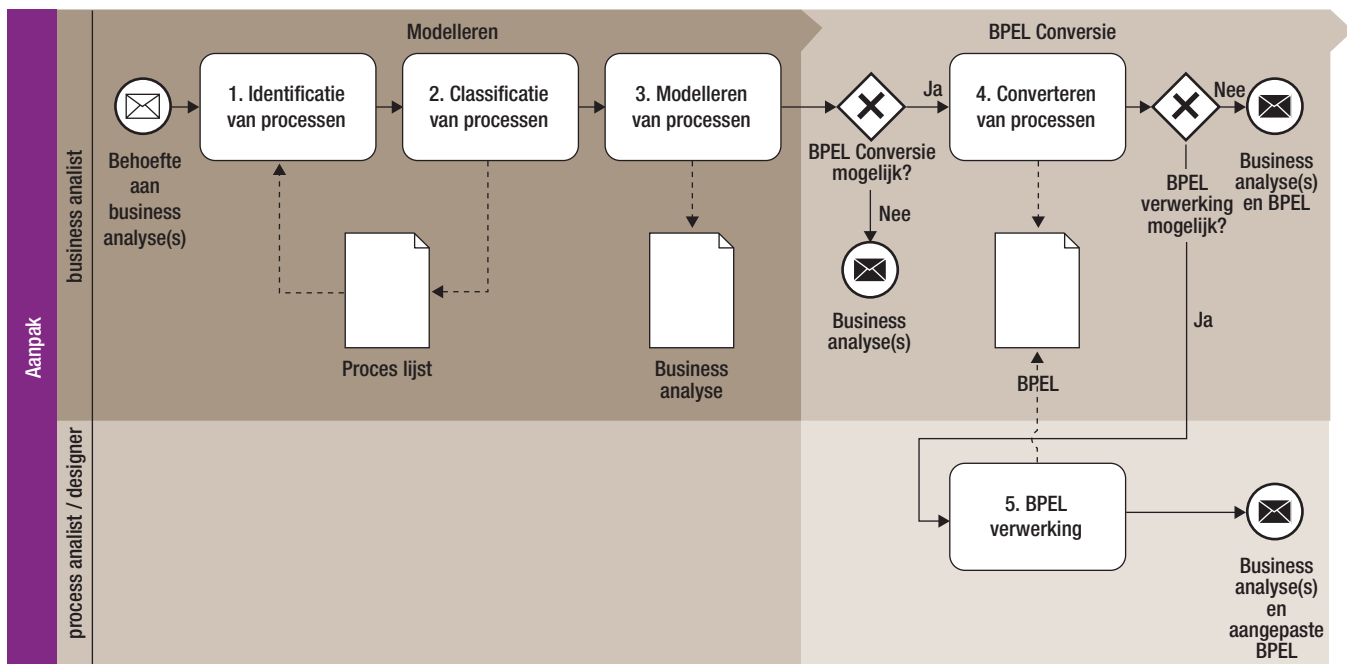 Modelleren
BPEL Conversie
Aanpak
business analist
process analist / designer
Behoefte
aan
business
analyse(s)
1. Identificatie
van processen
2. Classificatie
van processen
3. Modelleren
van processen
Proces lijst
Business
analyse
BPEL Conversie
mogelijk?
Ja
Nee
Business
analyse(s)
4. Converteren
van processen
BPEL
BPEL
verwerking
mogelijk?
Nee
Business
analyse(s)
en BPEL
Ja
5. BPEL
verwerking
Business
analyse(s)
en
aangepaste
BPEL